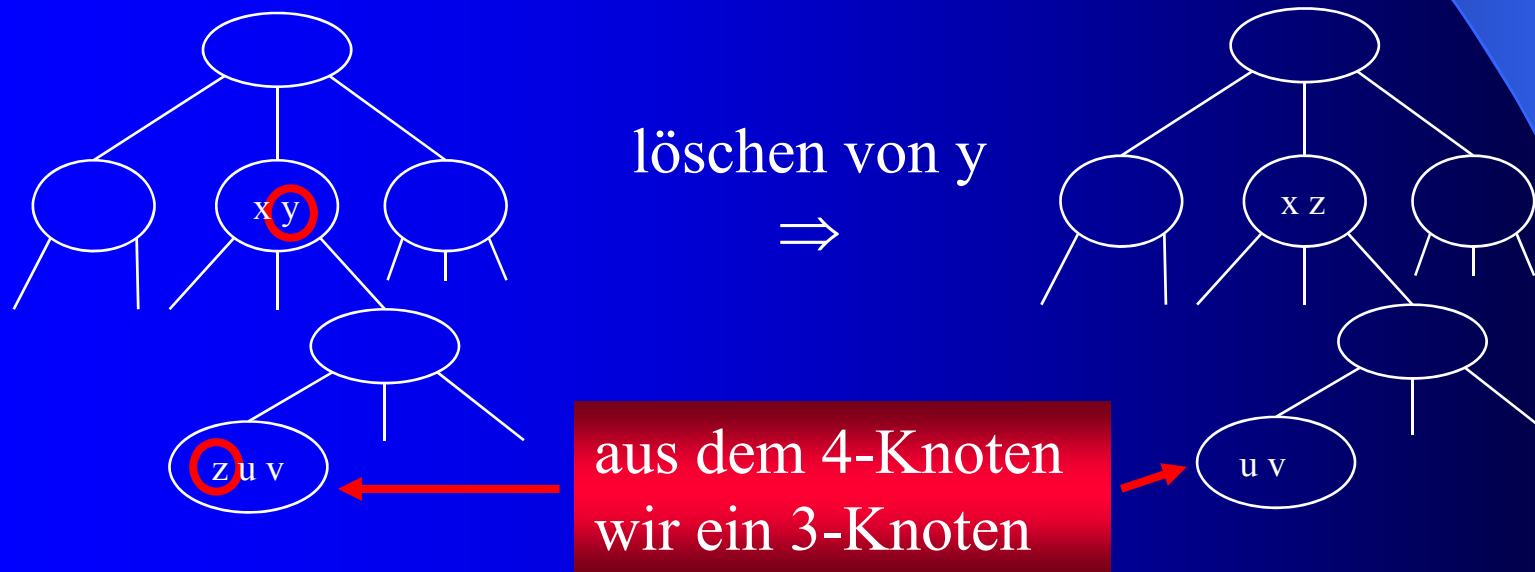 löschen von y
⇒
x y
x z
z u v
u v
aus dem 4-Knoten
wir ein 3-Knoten